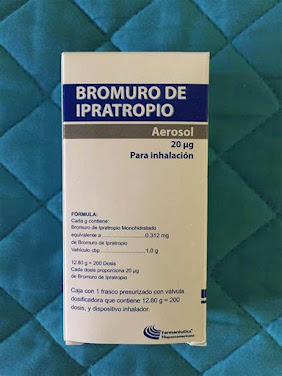 BROMURO DE
IPRATROPIO
Aerosol
20 µg
Para inhalación
FÓRMULA:
Cada g contiene:
Bromuro de Ipratropio Monohidratado
equivalente a ........................ 0.312 mg
de Bromuro de Ipratropio
Vehículo cbp ........................ 1.0 g
12.80 g = 200 Dosis
Cada dosis proporciona 20 µg
de Bromuro de Ipratropio
Caja con 1 frasco presurizado con válvula
dosificadora que contiene 12.80 g = 200
dosis, y dispositivo inhalador.
Farmacéutica
Hispanoamericana